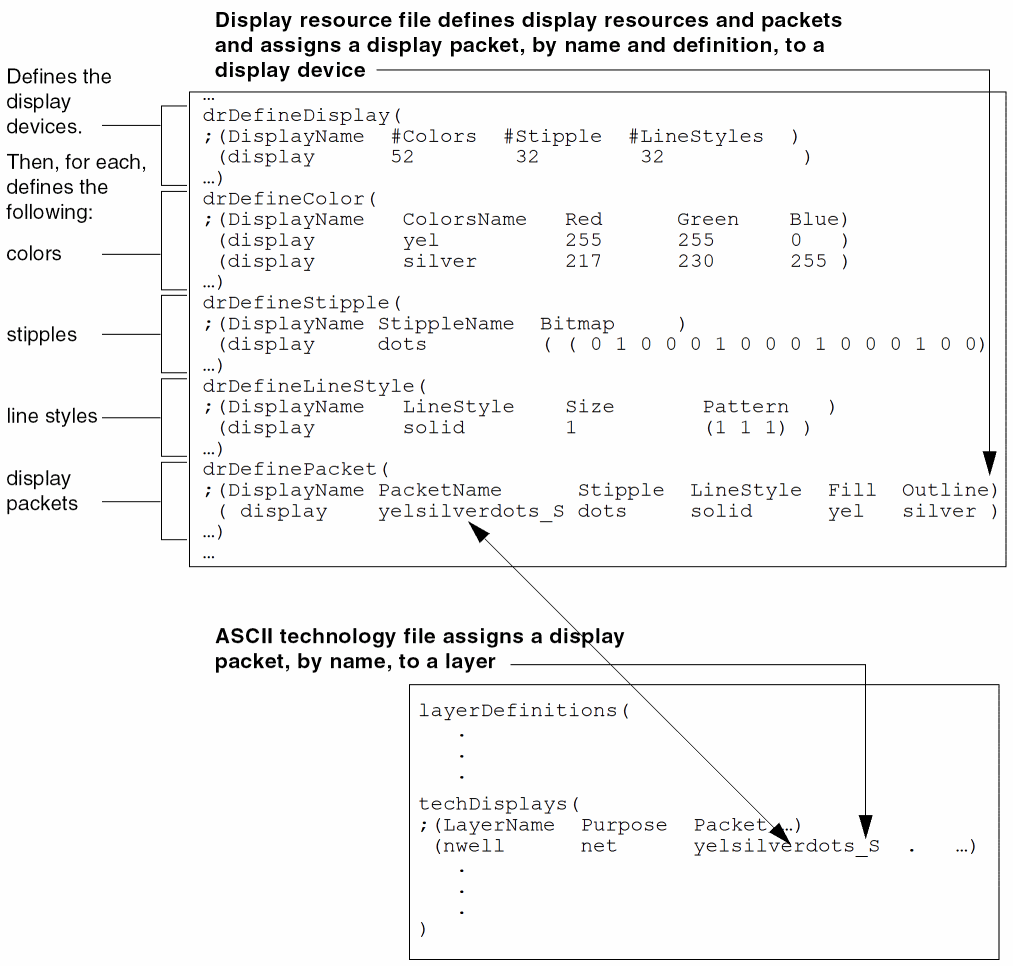 Display resource file defines display resources and packets
and assigns a display packet, by name and definition, to a
display device
Defines the
display
devices.
Then, for each,
defines the
following:
colors
stipples
line styles
display
packets
…
drDefineDisplay(
;(DisplayName #Colors #Stipple #LineStyles )
(display 52 32 32 )
…)
drDefineColor(
;(DisplayName ColorsName Red Green Blue)
(display yel 255 255 0 )
(display silver 217 230 255 )
…)
drDefineStipple(
;(DisplayName StippleName Bitmap )
(display dots ( ( 0 1 0 0 0 1 0 0 0 1 0 0 0 1 0 0)
…)
drDefineLineStyle(
;(DisplayName LineStyle Size Pattern )
(display solid 1 (1 1 1) )
…)
drDefinePacket(
;(DisplayName PacketName Stipple LineStyle Fill Outline)
( display yelsilverdots_S dots solid yel silver )
…)
…
ASCII technology file assigns a display
packet, by name, to a layer
layerDefinitions(
.
.
.
techDisplays(
;(LayerName Purpose Packet …)
(nwell net yelsilverdots_S . …)
.
.
.
)